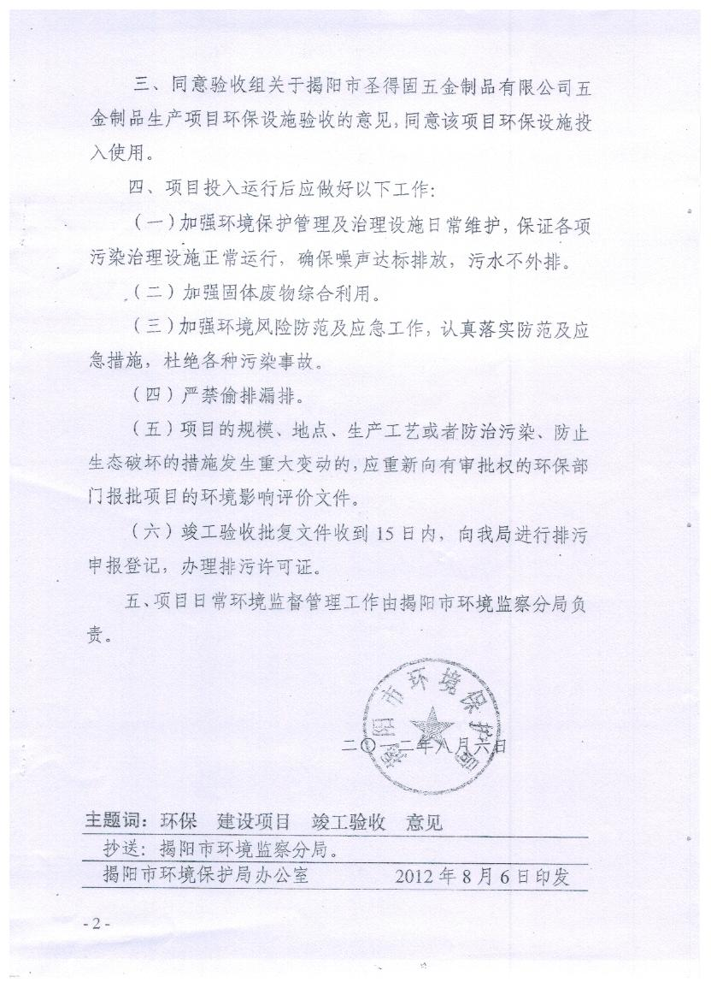 三、同意验收组关于揭阳市圣得固五金制品有限公司五
金制品生产项目环保设施验收的意见，同意该项目环保设施投
入使用。
四、项目投入运行后应做好以下工作：
（一）加强环境保护管理及治理设施日常维护，保证各项
污染治理设施正常运行，确保噪声达标排放，污水不外排。
（二）加强固体废物综合利用。
（三）加强环境风险防范及应急工作，认真落实防范及应
急措施，杜绝各种污染事故。
（四）严禁偷排漏排。
（五）项目的规模、地点、生产工艺或者防治污染、防止
生态破坏的措施发生重大变动的，应重新向有审批权的环保部
门报批项目的环境影响评价文件。
（六）竣工验收批复文件收到 15 日内，向我局进行排污
申报登记，办理排污许可证。
五、项目日常环境监督管理工作由揭阳市环境监察分局负
责。
揭阳市环境保护局
二〇一二年八月六日
主题词：环保 建设项目 竣工验收 意见
抄送：揭阳市环境监察分局。
揭阳市环境保护局办公室 2012 年 8 月 6 日印发
- 2 -